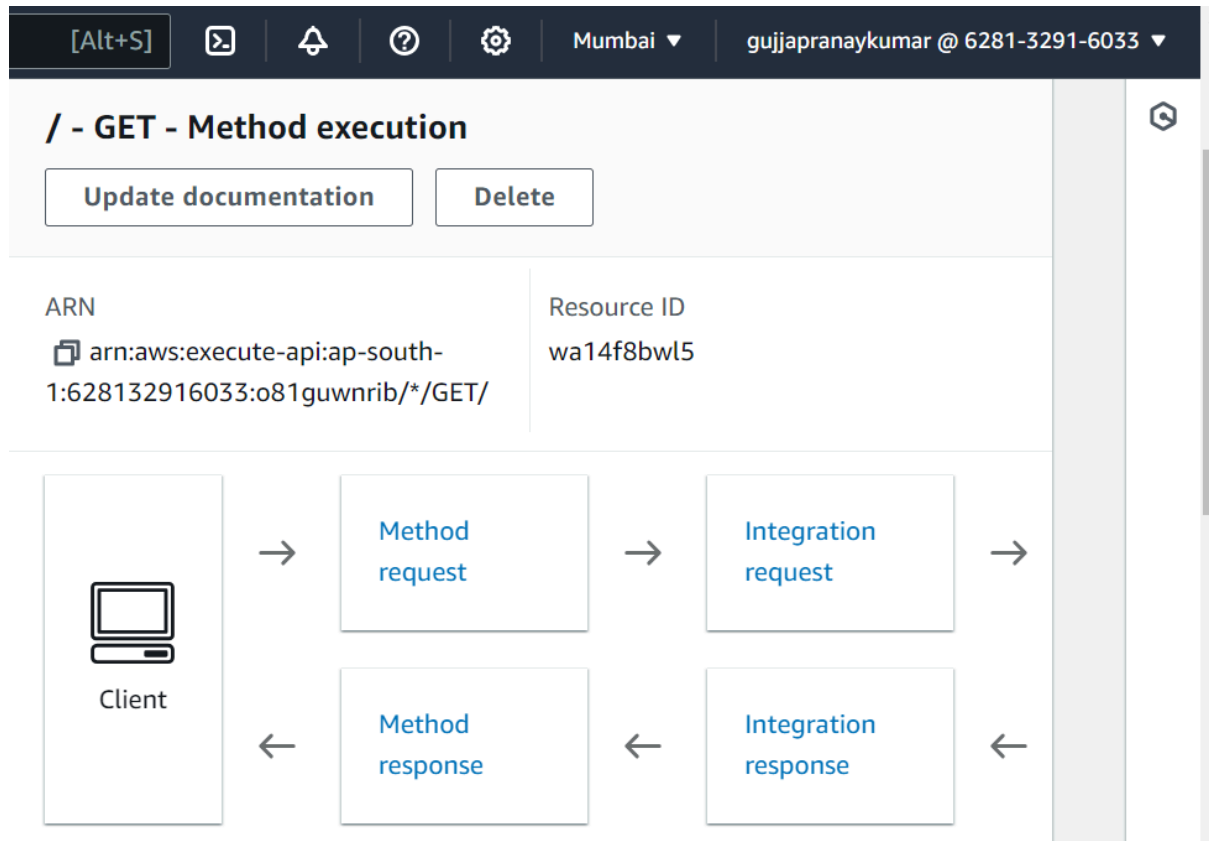 [Alt+S] Mumbai ▼ gujjapranaykumar @ 6281-3291-6033 ▼
/ - GET - Method execution
Update documentation Delete
ARN
arn:aws:execute-api:ap-south-
1:628132916033:o81guwnrib/*/GET/
Resource ID
wa14f8bwl5
Client
Method
request
Integration
request
Method
response
Integration
response